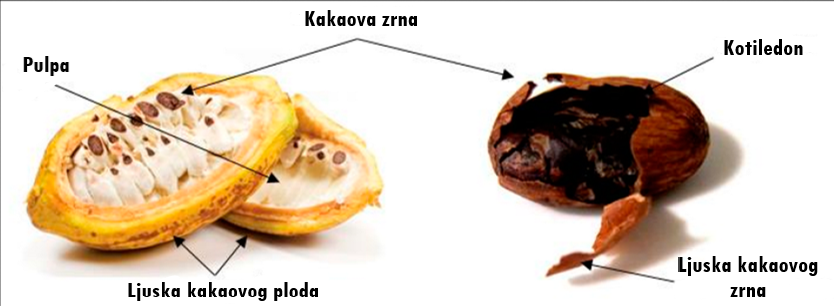 Kakaova zrna
Pulpa
Kotiledon
Ljuska kakaovog ploda
Ljuska kakaovog
zrna